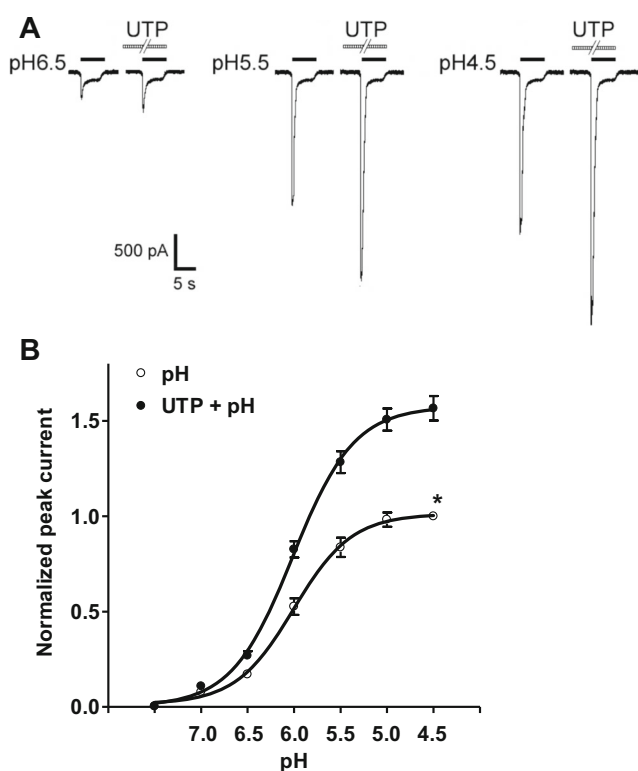 A
UTP UTP UTP
pH6.5 pH5.5 pH4.5
500 pA
5 s
B
pH
UTP + pH
1.5
*
1.0
0.5
0.0
7.0 6.5 6.0 5.5 5.0 4.5
pH
Normalized peak current